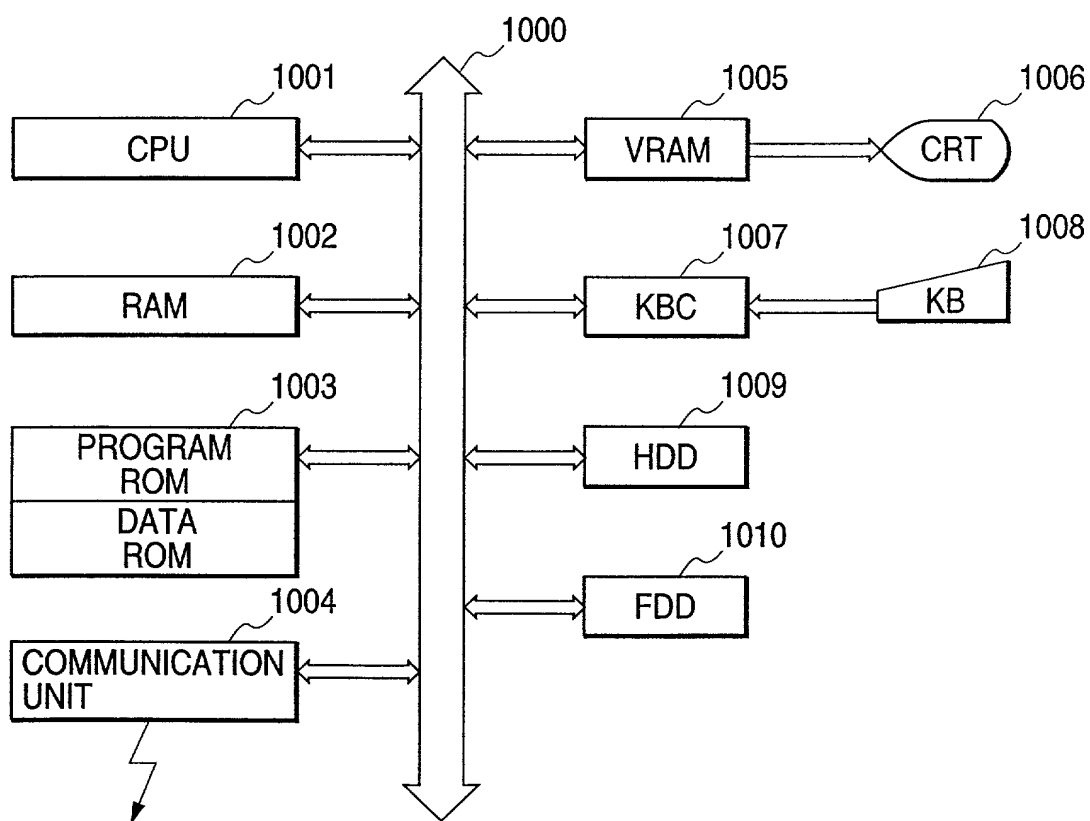 1000
1001
CPU
1005
VRAM
1006
CRT
1002
RAM
1007
KBC
1008
KB
1003
PROGRAM
ROM
DATA
ROM
1009
HDD
1010
FDD
1004
COMMUNICATION
UNIT